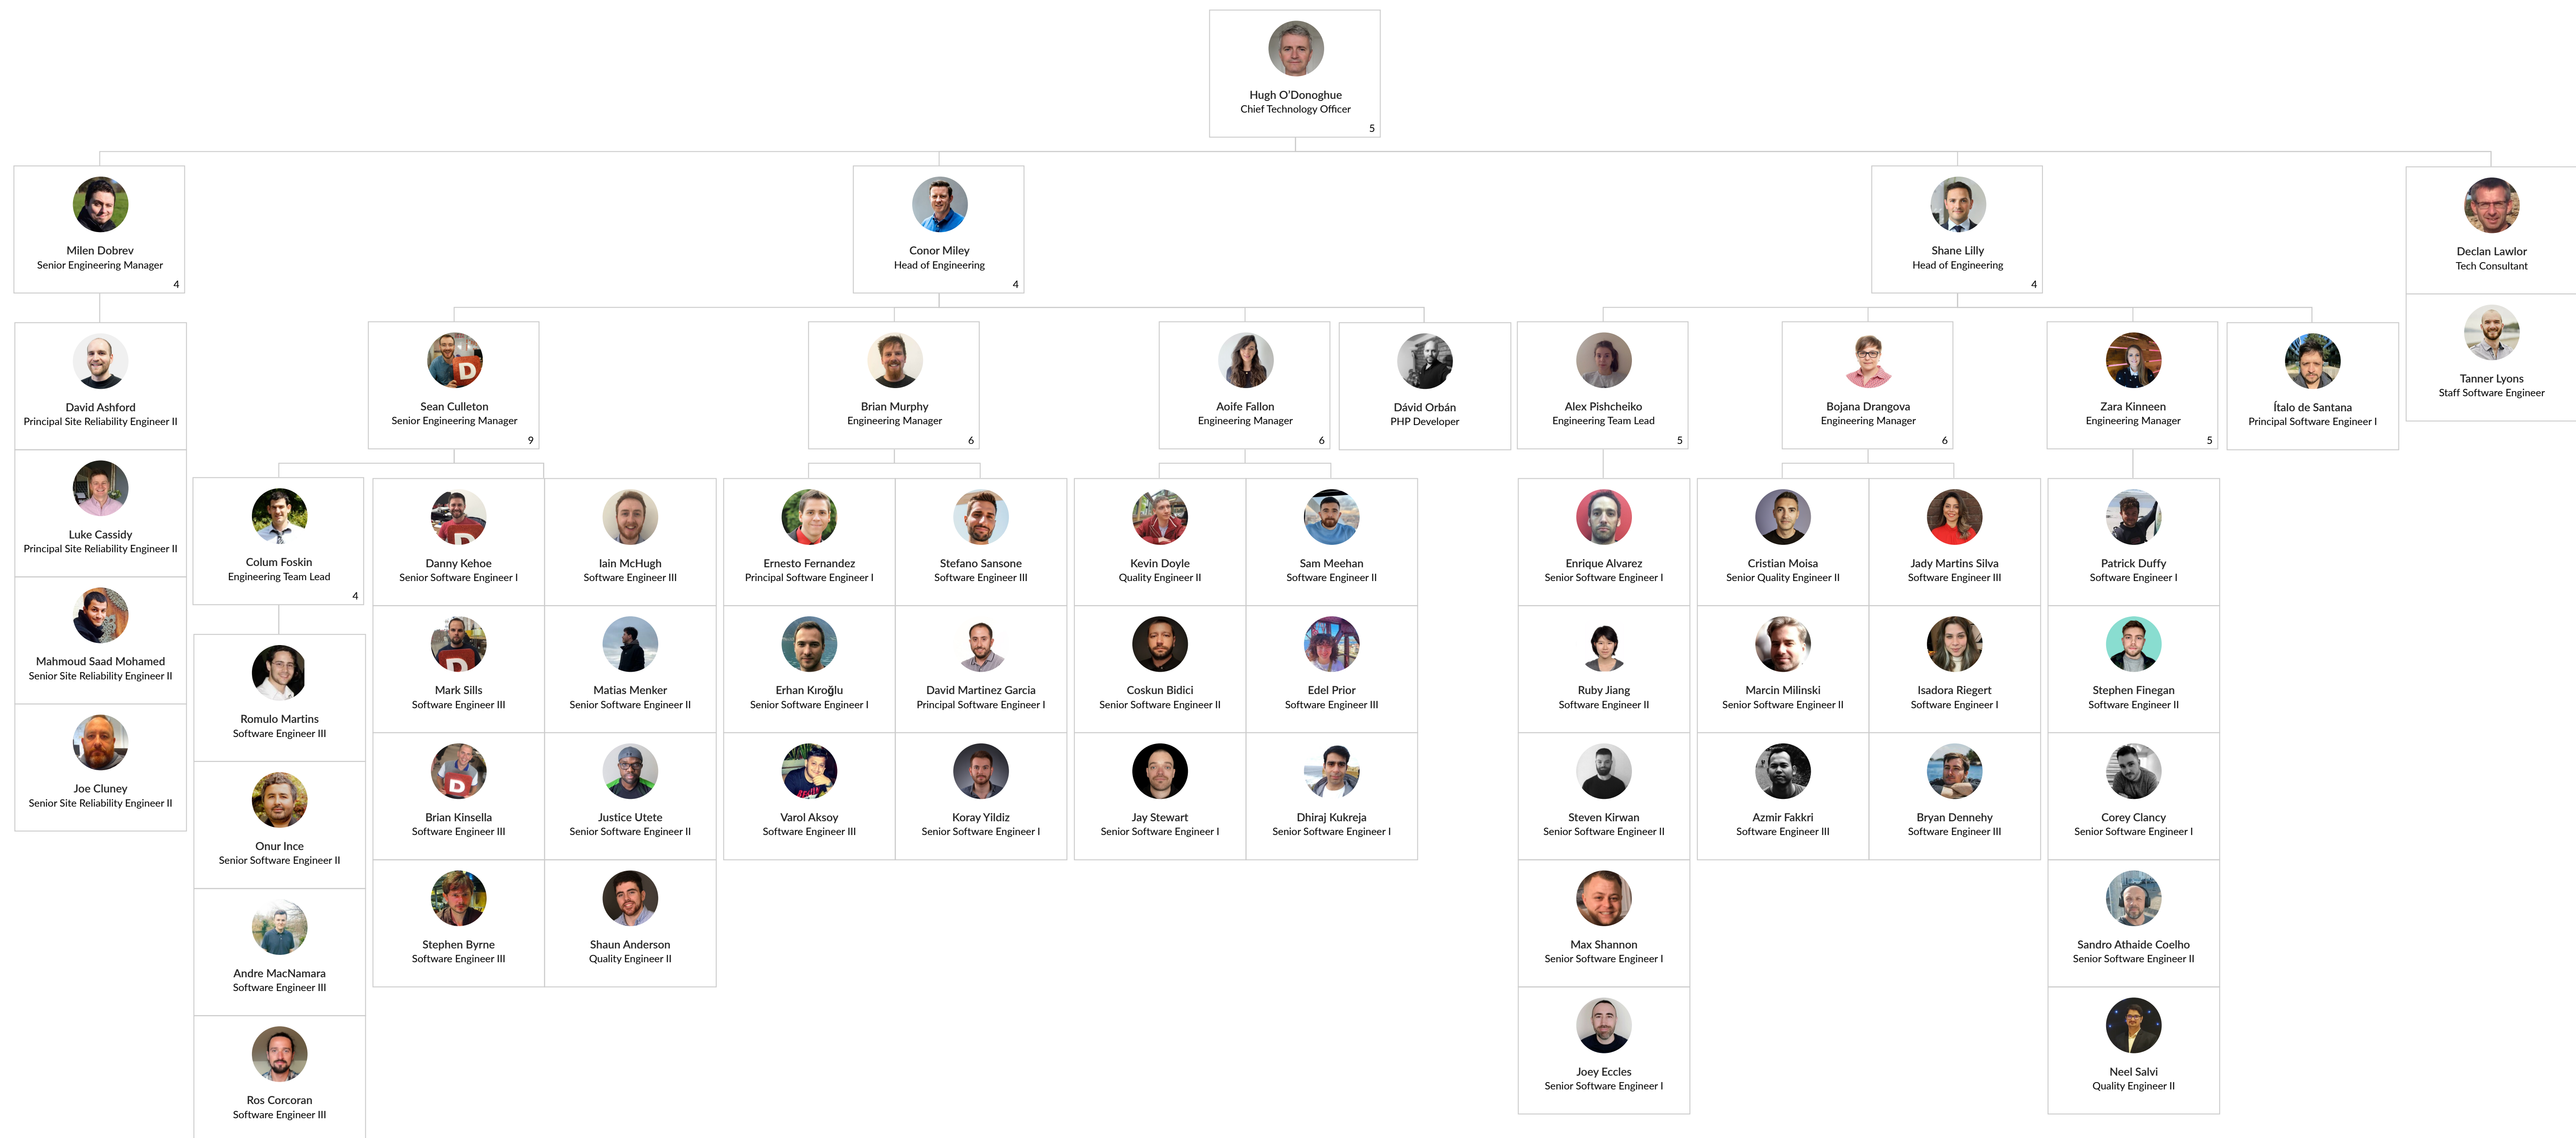 Hugh O'Donoghue
Chief Technology Officer
5
Milen Dobrev
Senior Engineering Manager
4
Conor Miley
Head of Engineering
4
Shane Lilly
Head of Engineering
4
Declan Lawlor
Tech Consultant
Tanner Lyons
Staff Software Engineer
David Ashford
Principal Site Reliability Engineer II
Luke Cassidy
Principal Site Reliability Engineer II
Mahmoud Saad Mohamed
Senior Site Reliability Engineer II
Joe Cluney
Senior Site Reliability Engineer II
Sean Culleton
Senior Engineering Manager
9
Brian Murphy
Engineering Manager
6
Aoife Fallon
Engineering Manager
6
Dávid Orbán
PHP Developer
Alex Pishcheiko
Engineering Team Lead
5
Bojana Drangova
Engineering Manager
6
Zara Kinneen
Engineering Manager
5
Ítalo de Santana
Principal Software Engineer I
Colum Foskin
Engineering Team Lead
4
Romulo Martins
Software Engineer III
Onur Ince
Senior Software Engineer II
Andre MacNamara
Software Engineer III
Ros Corcoran
Software Engineer III
D
Danny Kehoe
Senior Software Engineer I
Mark Sills
Software Engineer III
Brian Kinsella
Software Engineer III
Stephen Byrne
Software Engineer III
Iain McHugh
Software Engineer III
Matias Menker
Senior Software Engineer II
Justice Utete
Senior Software Engineer II
Shaun Anderson
Quality Engineer II
Ernesto Fernandez
Principal Software Engineer I
Erhan Kıroğlu
Senior Software Engineer I
Varol Aksoy
Software Engineer III
Stefano Sansone
Software Engineer III
David Martinez Garcia
Principal Software Engineer I
Koray Yildiz
Senior Software Engineer I
Kevin Doyle
Quality Engineer II
Coskun Bidici
Senior Software Engineer II
Jay Stewart
Senior Software Engineer I
Sam Meehan
Software Engineer II
Edel Prior
Software Engineer III
Dhiraj Kukreja
Senior Software Engineer I
Enrique Alvarez
Senior Software Engineer I
Ruby Jiang
Software Engineer II
Steven Kirwan
Senior Software Engineer II
Max Shannon
Senior Software Engineer I
Joey Eccles
Senior Software Engineer I
Cristian Moisa
Senior Quality Engineer II
Marcin Milinski
Senior Software Engineer II
Azmir Fakkri
Software Engineer III
Jady Martins Silva
Software Engineer III
Isadora Riegert
Software Engineer I
Bryan Dennehy
Software Engineer III
Patrick Duffy
Software Engineer I
Stephen Finegan
Software Engineer II
Corey Clancy
Senior Software Engineer I
Sandro Athaide Coelho
Senior Software Engineer II
Neel Salvi
Quality Engineer II